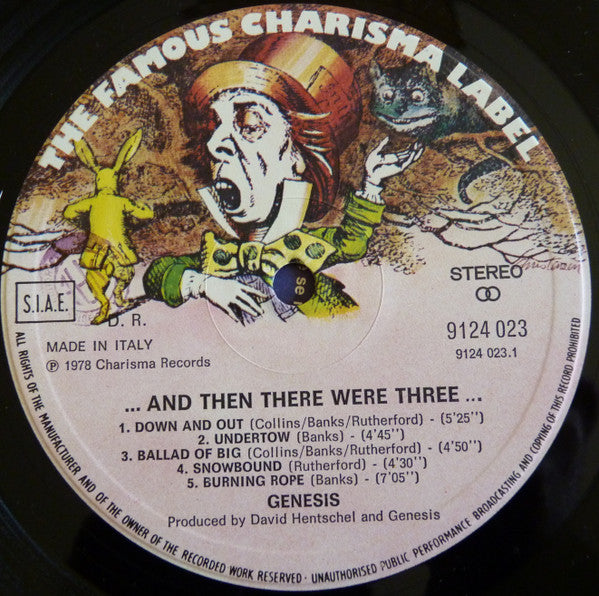 THE FAMOUS CHARISMA LABEL
S.I.A.E.
D. R.
MADE IN ITALY
℗ 1978 Charisma Records
STEREO
9124 023
9124 023.1
... AND THEN THERE WERE THREE ...
1. DOWN AND OUT (Collins/Banks/Rutherford) - (5'25'')
2. UNDERTOW (Banks) - (4'45'')
3. BALLAD OF BIG (Collins/Banks/Rutherford) - (4'50'')
4. SNOWBOUND (Rutherford) - (4'30'')
5. BURNING ROPE (Banks) - (7'05'')
GENESIS
Produced by David Hentschel and Genesis
ALL RIGHTS OF THE MANUFACTURER AND OF THE OWNER OF THE RECORDED WORK RESERVED · UNAUTHORISED PUBLIC PERFORMANCE BROADCASTING AND COPYING OF THIS RECORD PROHIBITED